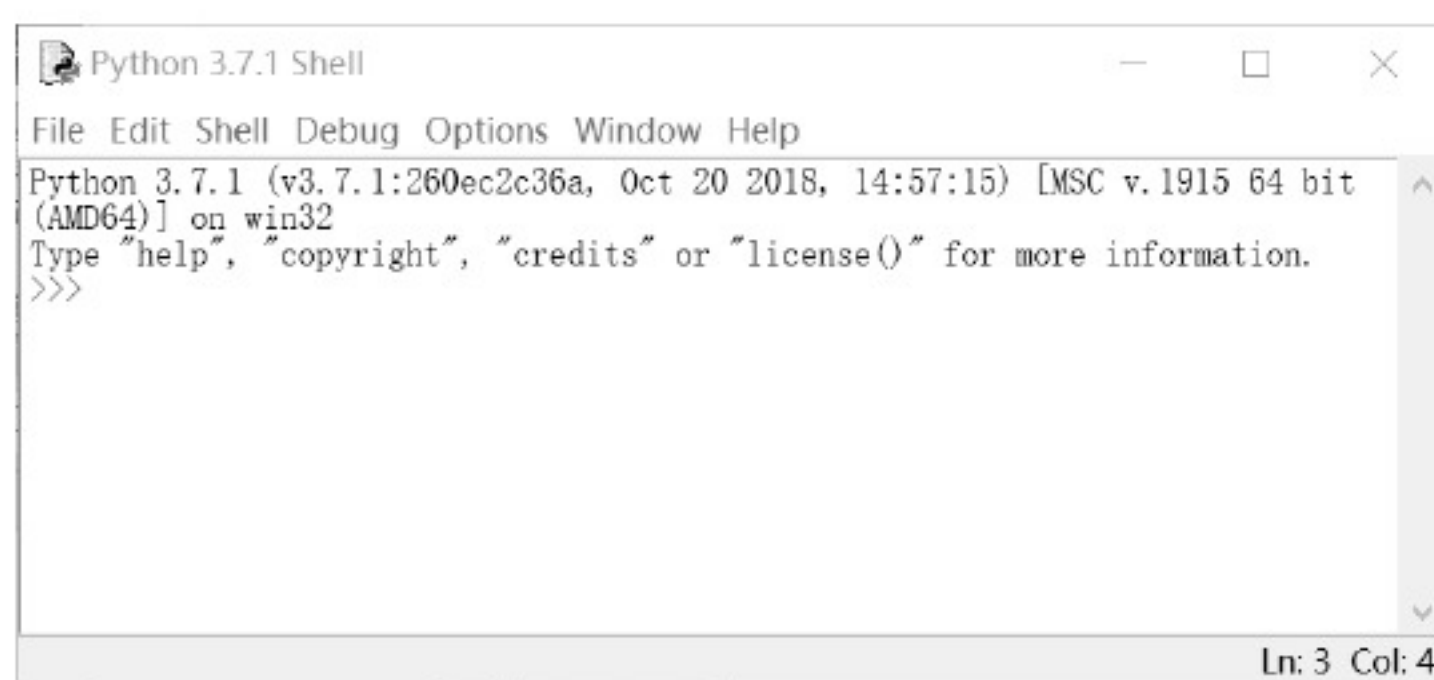 Python 3.7.1 Shell
File Edit Shell Debug Options Window Help
Python 3.7.1 (v3.7.1:260ec2c36a, Oct 20 2018, 14:57:15) [MSC v.1915 64 bit
(AMD64)] on win32
Type "help", "copyright", "credits" or "license()" for more information.
>>>
Ln: 3 Col: 4